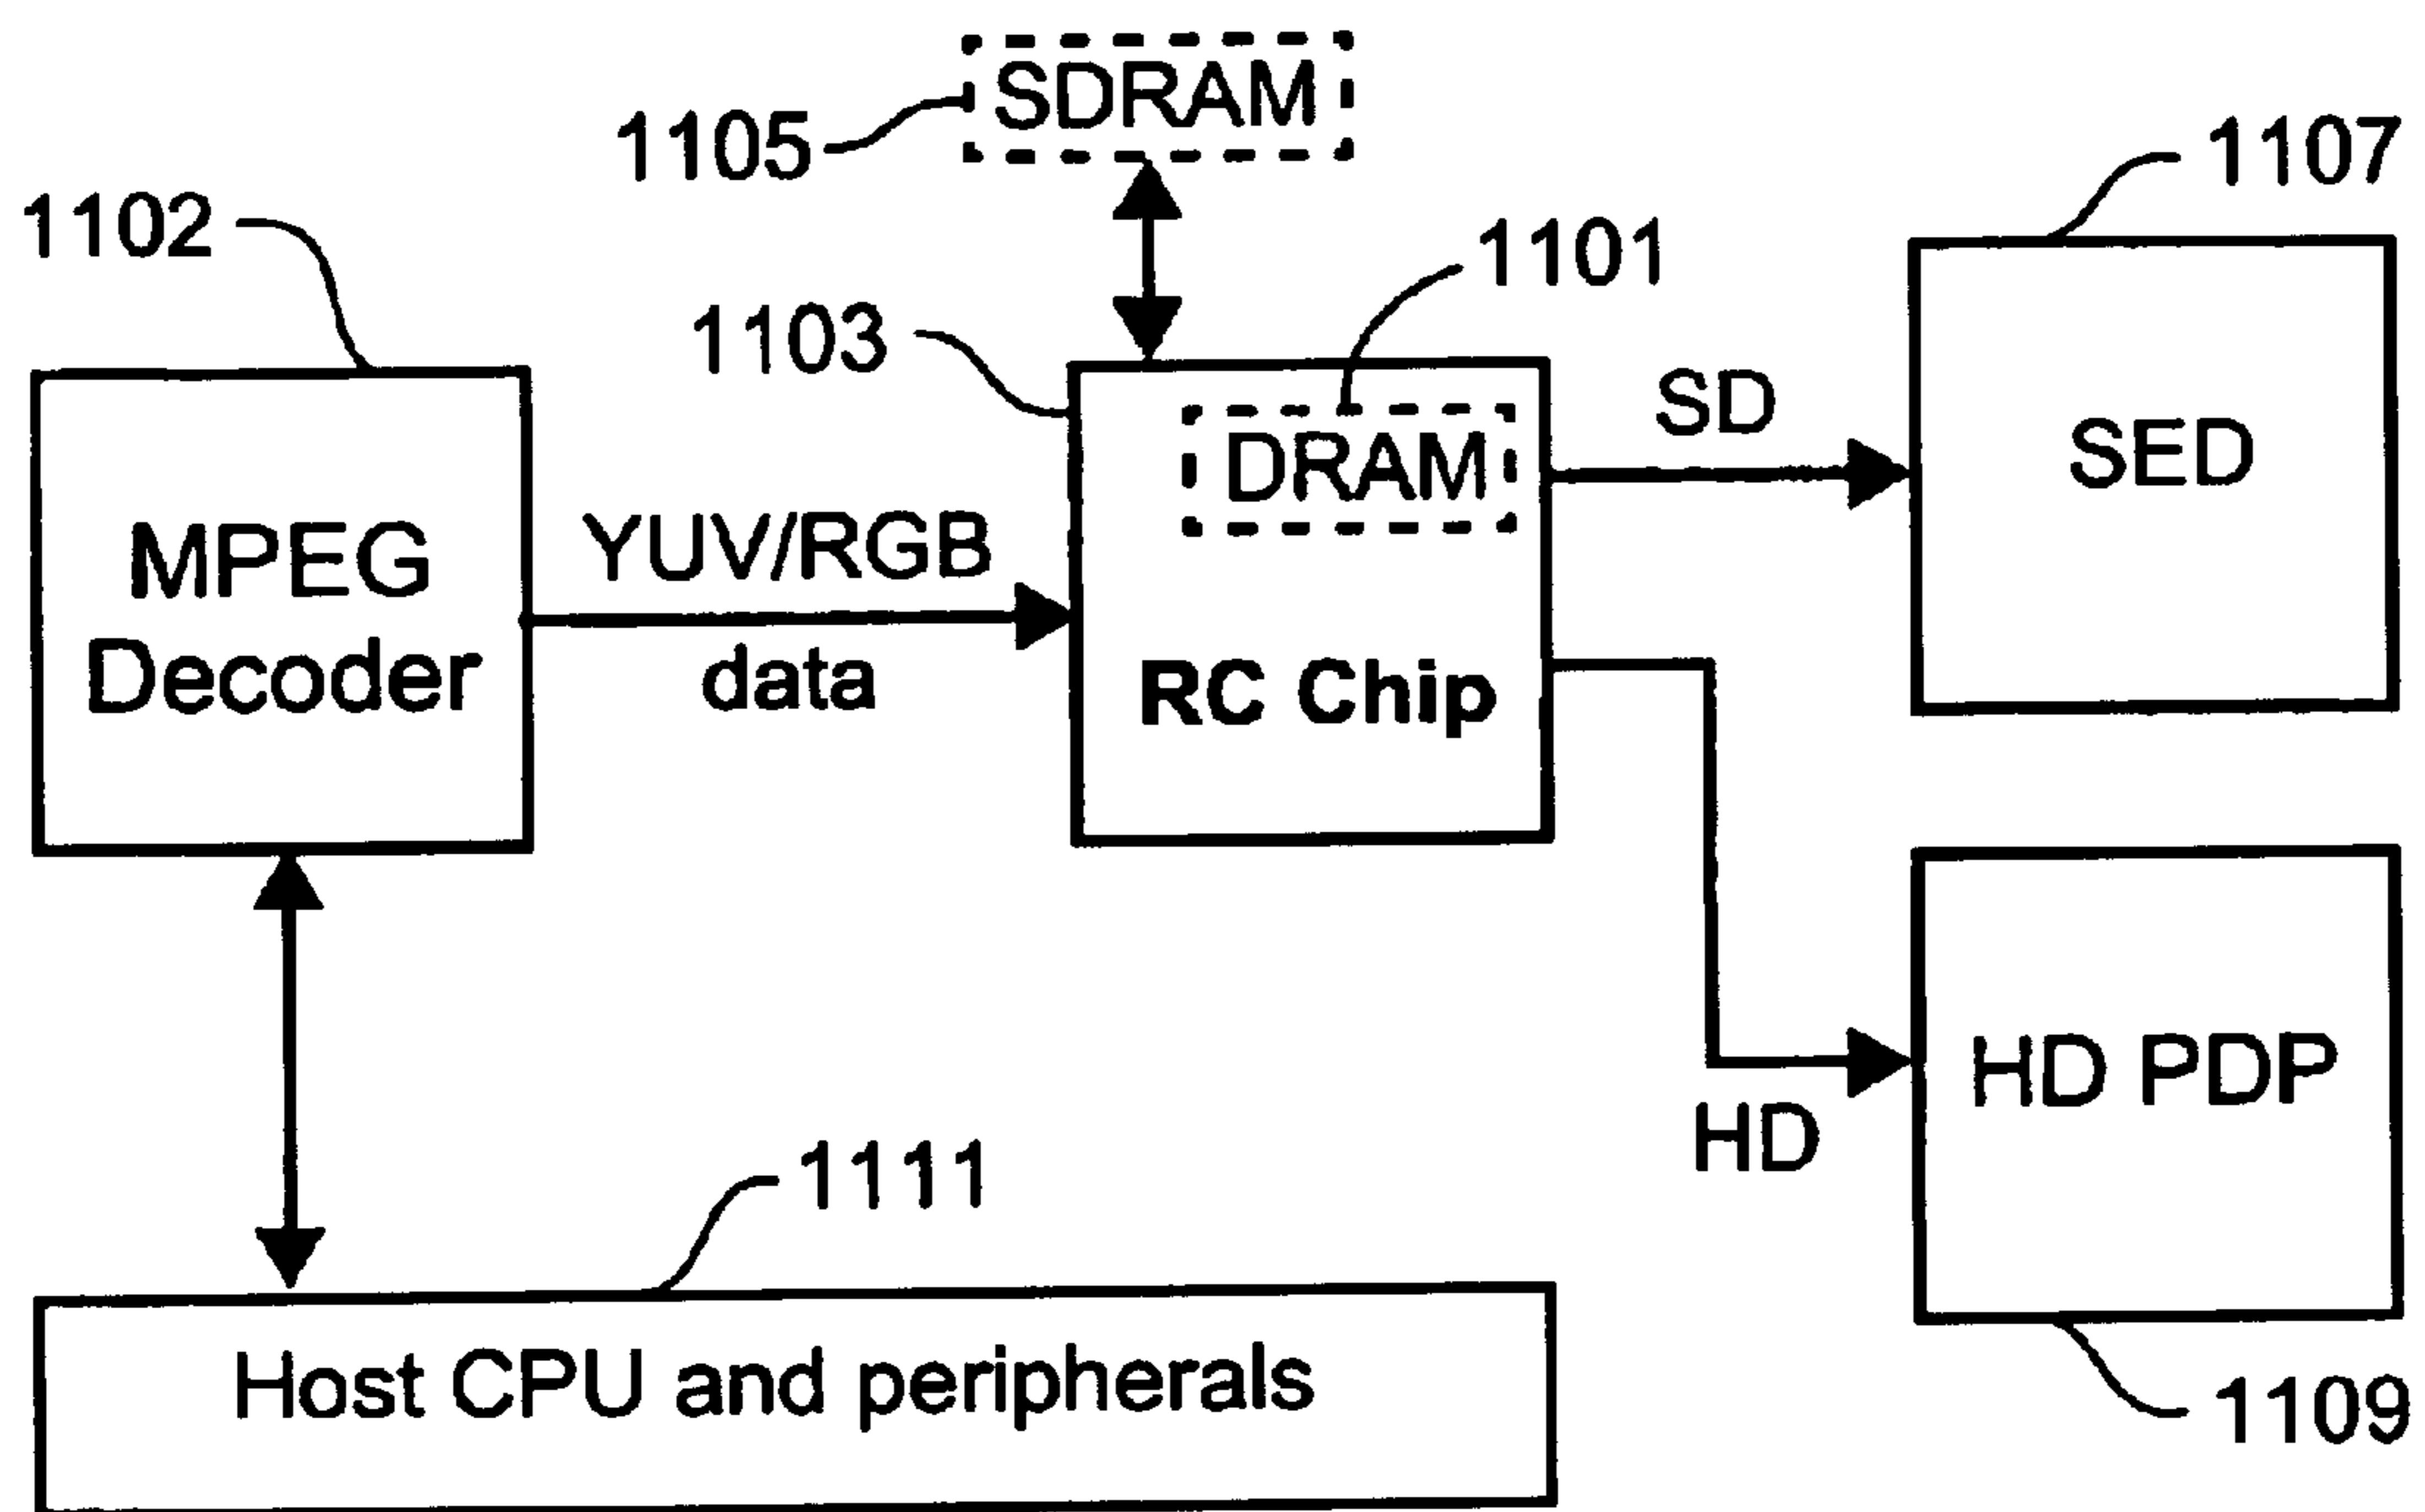 SDRAM
1105
1107
1102
1101
1103
SD
DRAM
SED
MPEG
Decoder
YUV/RGB
data
RC Chip
HD PDP
HD
1111
Host CPU and peripherals
1109